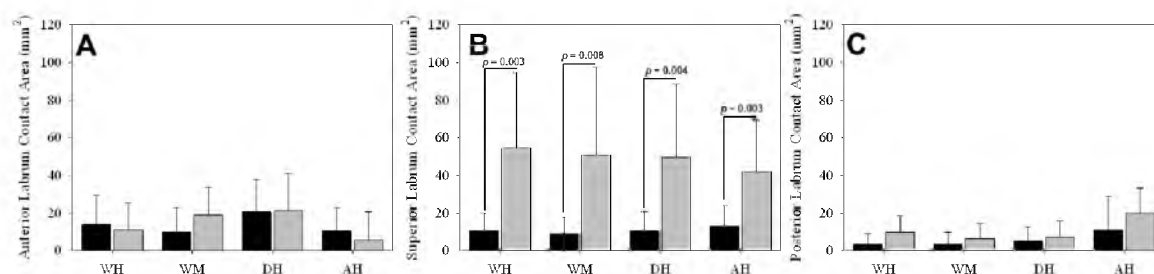 A
Anterior Labrum Contact Area (mm²)
120
100
80
60
40
20
0
WH WM DH AH
B
Superior Labrum Contact Area (mm²)
120
100
80
60
40
20
0
p = 0.003
p = 0.008
p = 0.004
p = 0.003
WH WM DH AH
C
Posterior Labrum Contact Area (mm²)
120
100
80
60
40
20
0
WH WM DH AH